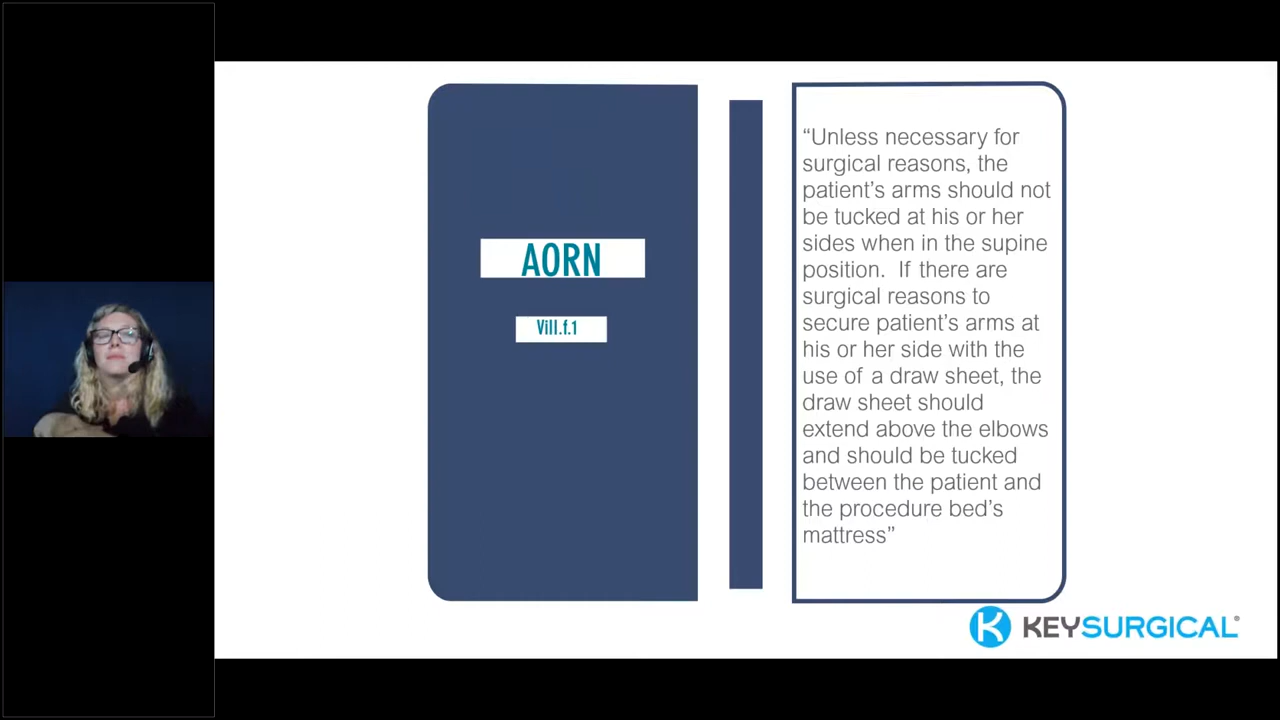 AORN
VIII.f.1
“Unless necessary for
surgical reasons, the
patient’s arms should not
be tucked at his or her
sides when in the supine
position.  If there are
surgical reasons to
secure patient’s arms at
his or her side with the
use of a draw sheet, the
draw sheet should
extend above the elbows
and should be tucked
between the patient and
the procedure bed’s
mattress”
KEYSURGICAL®